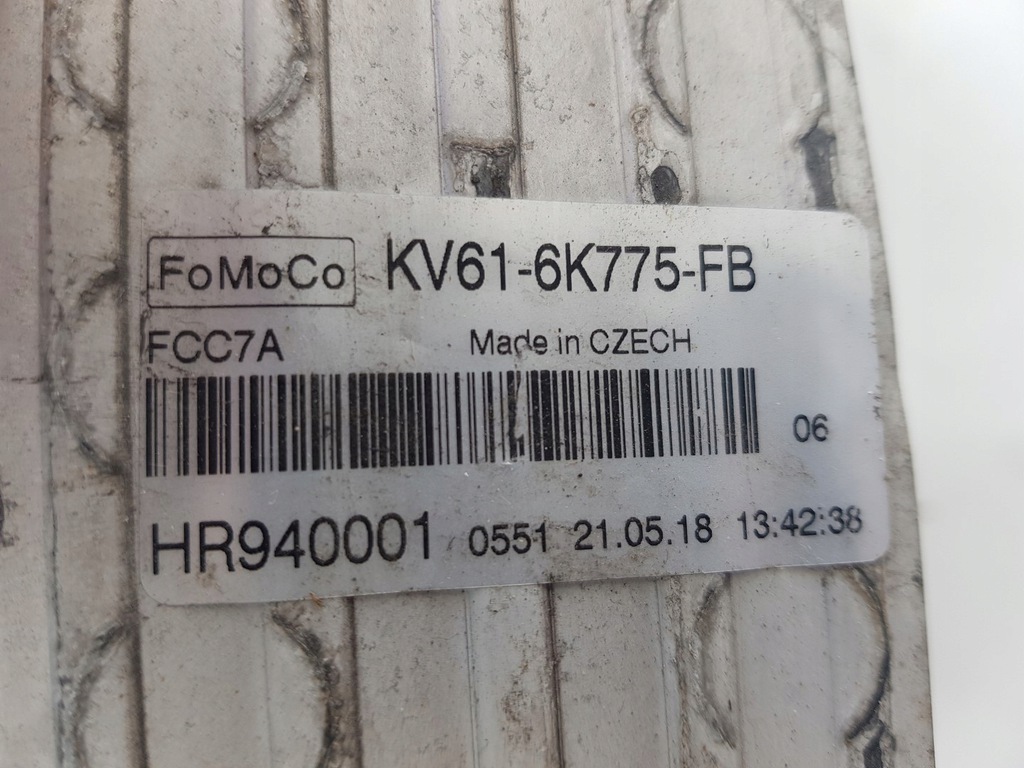 FoMoCo KV61-6K775-FB
FCC7A Made in CZECH
06
HR940001 0551 21.05.18 13:42:38